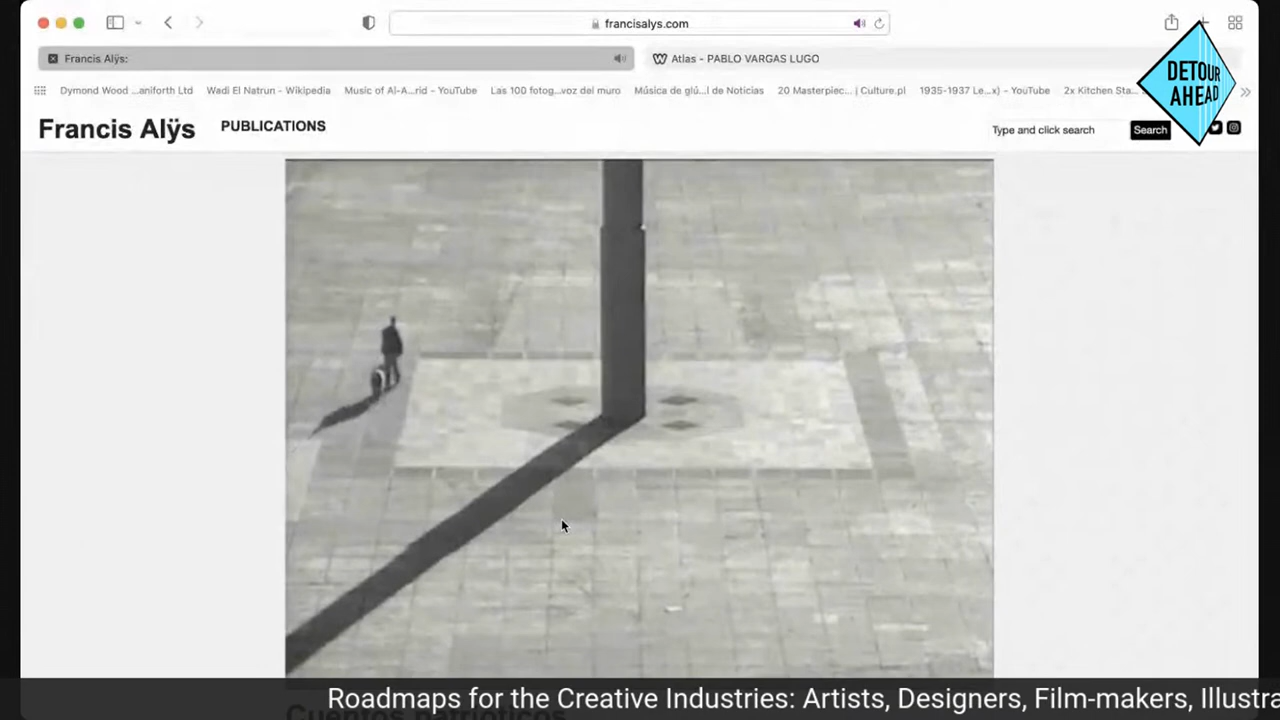 francisalys.com
Francis Alÿs:
Atlas - PABLO VARGAS LUGO
Dymond Wood ...aniforth Ltd
Wadi El Natrun - Wikipedia
Music of Al-A...rid - YouTube
Las 100 fotog...voz del muro
Música de glú...l de Noticias
20 Masterpiec... | Culture.pl
1935-1937 Le...x) - YouTube
2x Kitchen Sta...
DETOUR
AHEAD
Francis Alÿs
PUBLICATIONS
Type and click search
Search
Cuentos patrióticos
Roadmaps for the Creative Industries: Artists, Designers, Film-makers, Illustra